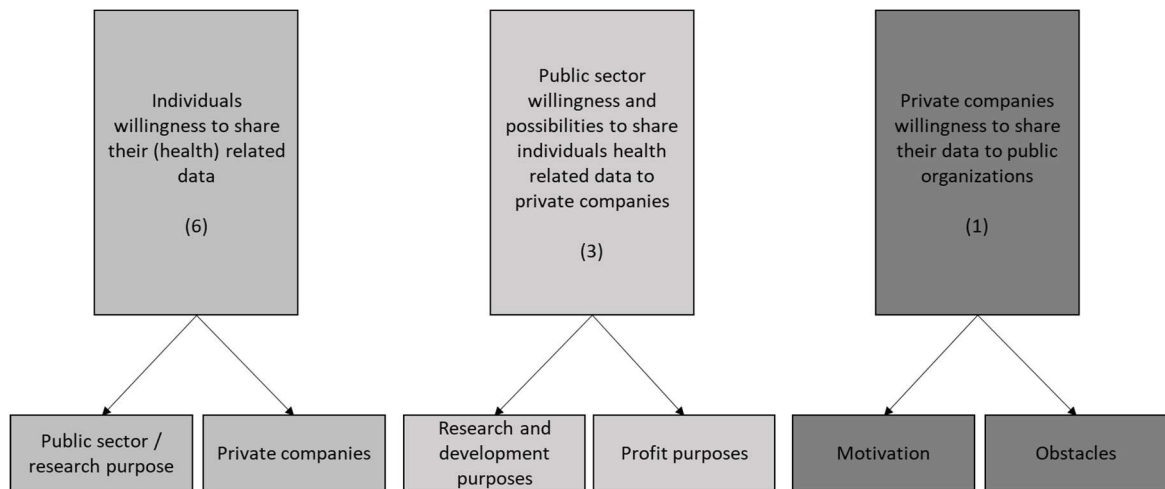 Individuals
willingness to share
their (health) related
data
(6)
Public sector
willingness and
possibilities to share
individuals health
related data to
private companies
(3)
Private companies
willingness to share
their data to public
organizations
(1)
Public sector /
research purpose
Private companies
Research and
development
purposes
Profit purposes
Motivation
Obstacles